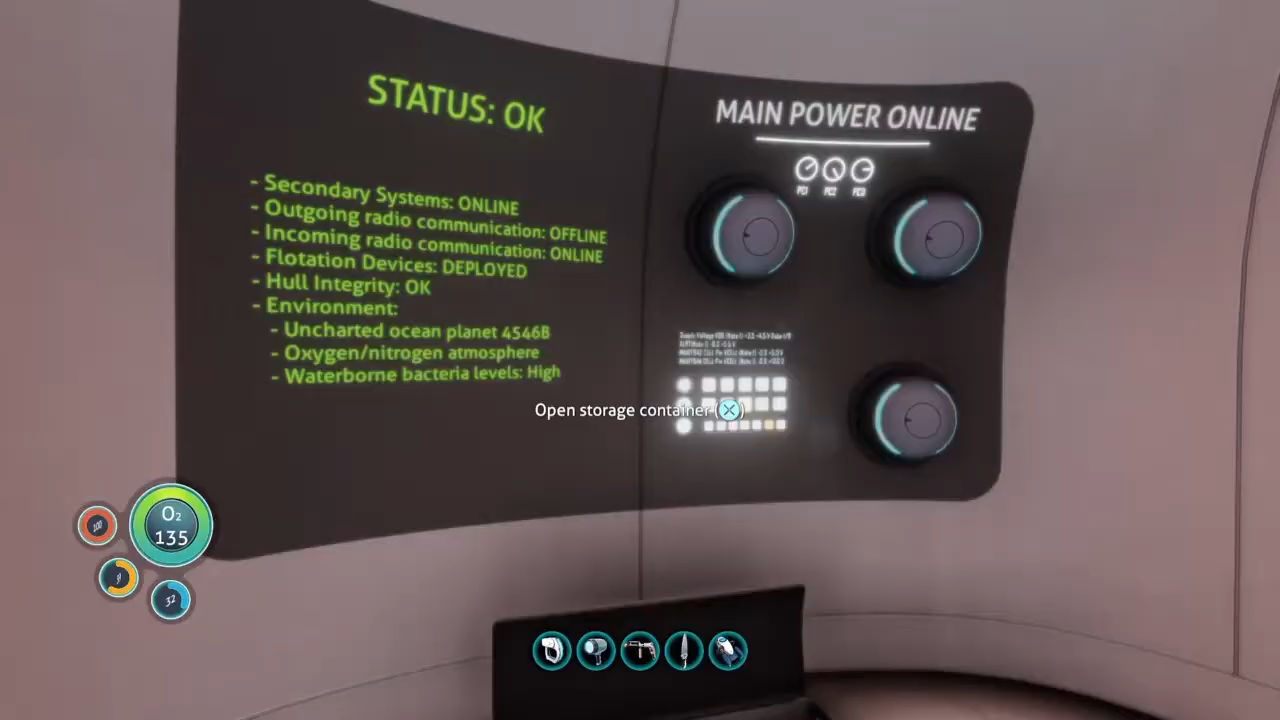 STATUS: OK
- Secondary Systems: ONLINE
- Outgoing radio communication: OFFLINE
- Incoming radio communication: ONLINE
- Flotation Devices: DEPLOYED
- Hull Integrity: OK
- Environment:
- Uncharted ocean planet 4546B
- Oxygen/nitrogen atmosphere
- Waterborne bacteria levels: High
MAIN POWER ONLINE
Open storage container (X)
O₂
135
100
32